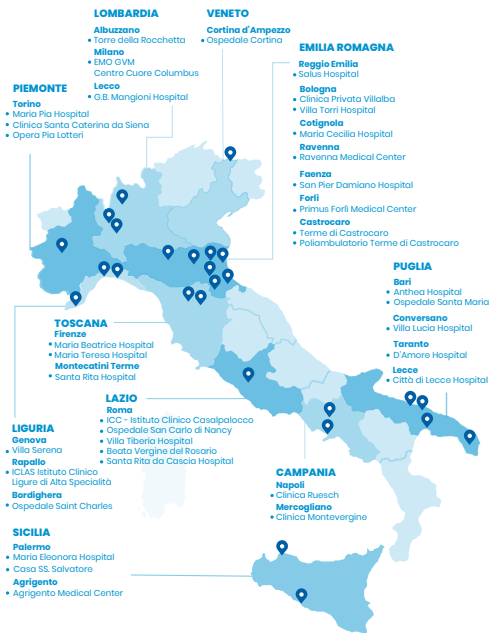 LOMBARDIA
Albuzzano
Torre della Rocchetta
Milano
EMO GVM
Centro Cuore Columbus
Lecco
G.B. Mangioni Hospital
VENETO
Cortina d'Ampezzo
Ospedale Cortina
EMILIA ROMAGNA
Reggio Emilia
Salus Hospital
Bologna
Clinica Privata Villalba
Villa Torri Hospital
Cotignola
Maria Cecilia Hospital
Ravenna
Ravenna Medical Center
Faenza
San Pier Damiano Hospital
Forlì
Primus Forlì Medical Center
Castrocaro
Terme di Castrocaro
Poliambulatorio Terme di Castrocaro
PIEMONTE
Torino
Maria Pia Hospital
Clinica Santa Caterina da Siena
Opera Pia Lotteri
PUGLIA
Bari
Anthea Hospital
Ospedale Santa Maria
Conversano
Villa Lucia Hospital
Taranto
D'Amore Hospital
Lecce
Città di Lecce Hospital
TOSCANA
Firenze
Maria Beatrice Hospital
Maria Teresa Hospital
Montecatini Terme
Santa Rita Hospital
LAZIO
Roma
ICC - Istituto Clinico Casalpalocco
Ospedale San Carlo di Nancy
Villa Tiberia Hospital
Beata Vergine del Rosario
Santa Rita da Cascia Hospital
LIGURIA
Genova
Villa Serena
Rapallo
ICLAS Istituto Clinico
Ligure di Alta Specialità
Bordighera
Ospedale Saint Charles
CAMPANIA
Napoli
Clinica Ruesch
Mercogliano
Clinica Montevergine
SICILIA
Palermo
Maria Eleonora Hospital
Casa SS. Salvatore
Agrigento
Agrigento Medical Center